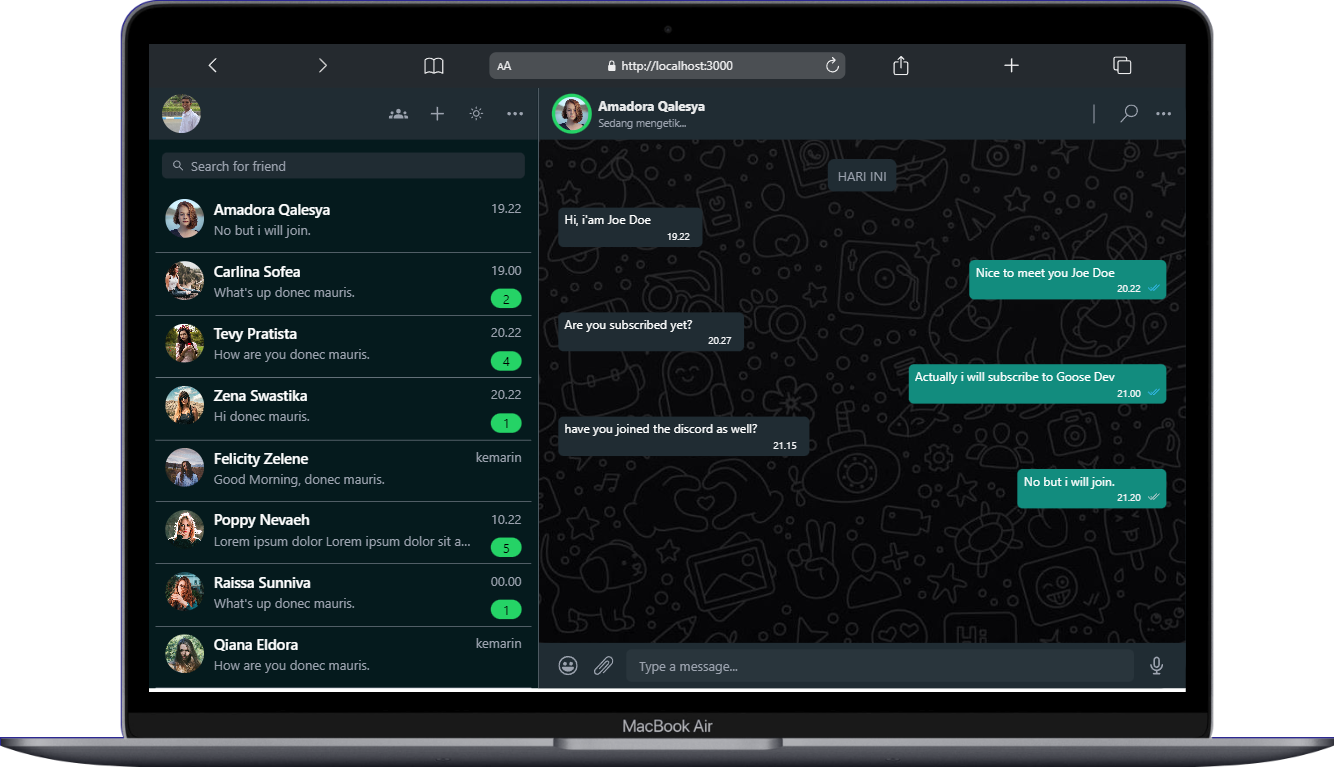 AA
http://localhost:3000
Amadora Qalesya
Sedang mengetik...
Search for friend
Amadora Qalesya
19.22
No but i will join.
Carlina Sofea
19.00
What's up donec mauris.
2
Tevy Pratista
20.22
How are you donec mauris.
4
Zena Swastika
20.22
Hi donec mauris.
1
Felicity Zelene
kemarin
Good Morning, donec mauris.
Poppy Nevaeh
10.22
Lorem ipsum dolor Lorem ipsum dolor sit a...
5
Raissa Sunniva
00.00
What's up donec mauris.
1
Qiana Eldora
kemarin
How are you donec mauris.
HARI INI
Hi, i'am Joe Doe
19.22
Nice to meet you Joe Doe
20.22
Are you subscribed yet?
20.27
Actually i will subscribe to Goose Dev
21.00
have you joined the discord as well?
21.15
No but i will join.
21.20
Hi
Type a message...
MacBook Air